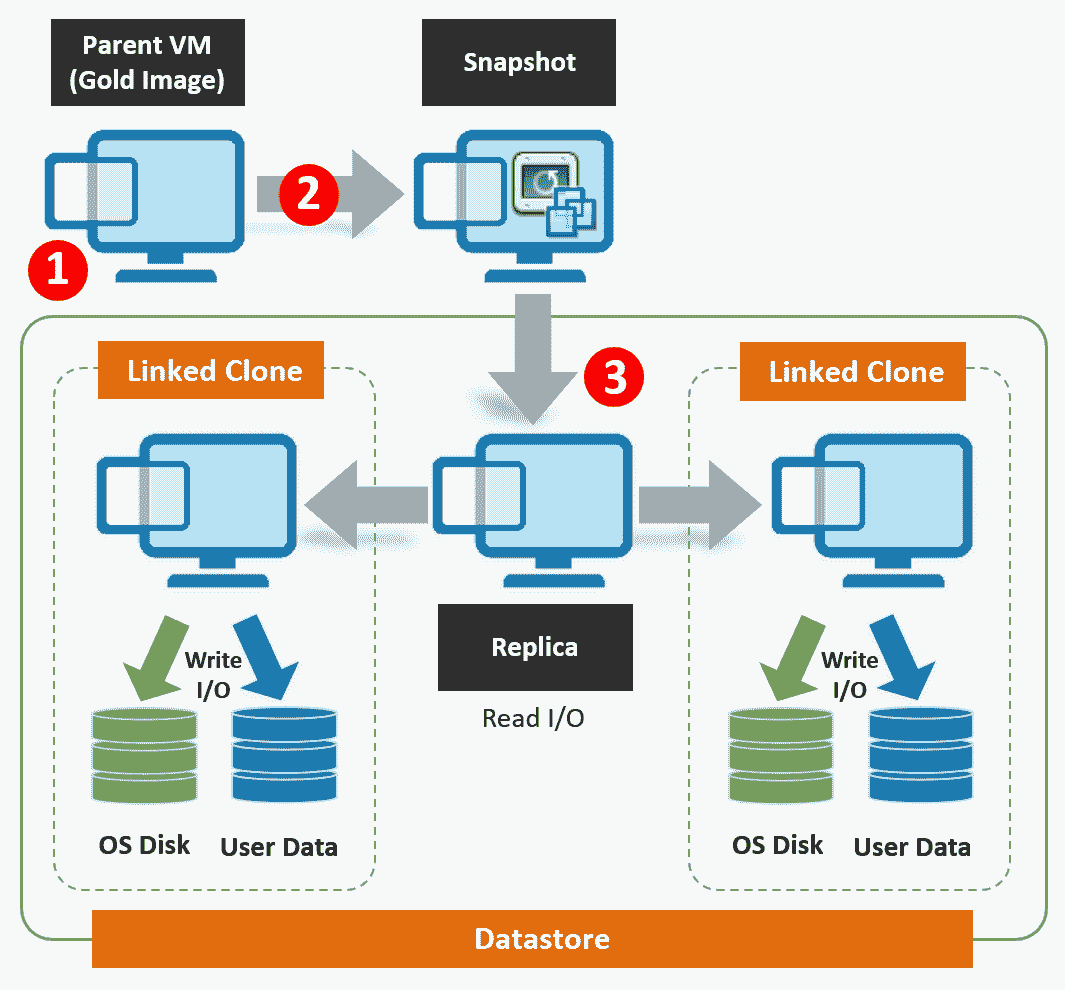 Parent VM
(Gold Image)
Snapshot
2
1
3
Linked Clone
Linked Clone
Replica
Read I/O
Write
I/O
Write
I/O
OS Disk
User Data
OS Disk
User Data
Datastore